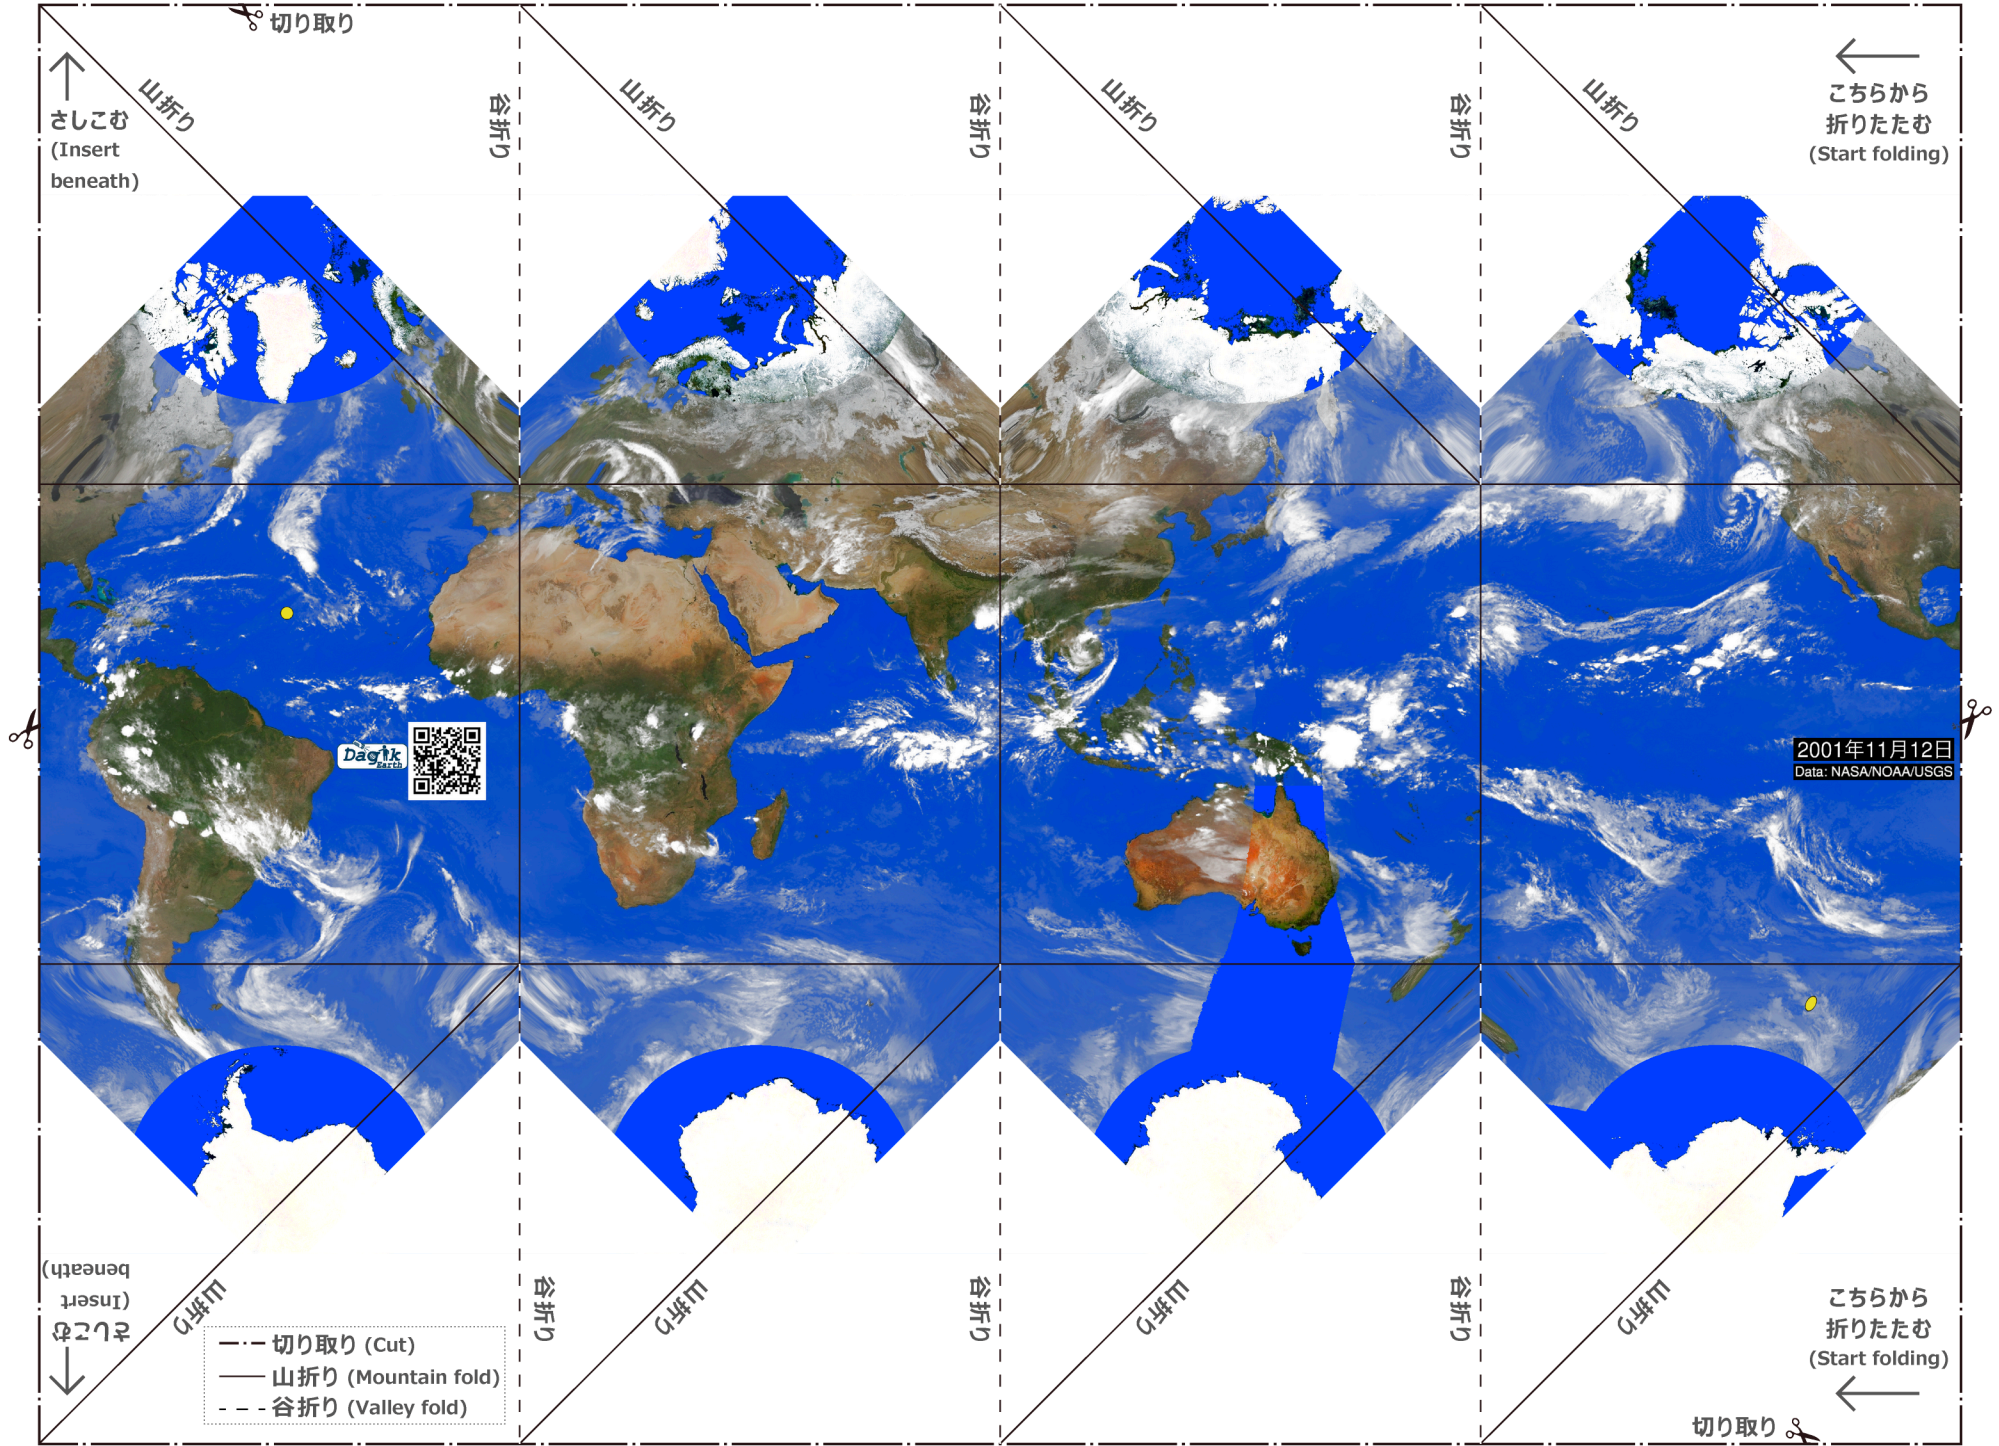 切り取り
さしこむ
(Insert
beneath)
山折り
谷折り
山折り
谷折り
山折り
谷折り
山折り
こちらから
折りたたむ
(Start folding)
Dagik
Earth
2001年11月12日
Data: NASA/NOAA/USGS
さしこむ
(Insert
beneath)
山折り
谷折り
山折り
谷折り
山折り
谷折り
山折り
こちらから
折りたたむ
(Start folding)
切り取り (Cut)
山折り (Mountain fold)
谷折り (Valley fold)
切り取り